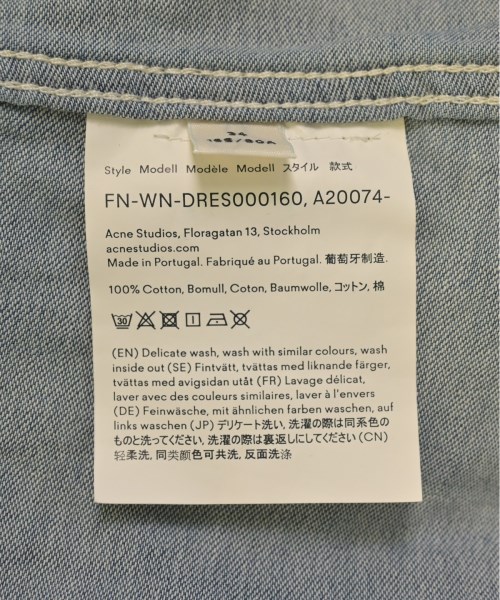 34
165/80A
Style Modell Modèle Modell スタイル 款式
FN-WN-DRES000160, A20074-
Acne Studios, Floragatan 13, Stockholm
acnestudios.com
Made in Portugal. Fabriqué au Portugal. 葡萄牙制造.
100% Cotton, Bomull, Coton, Baumwolle, コットン, 棉
30
(EN) Delicate wash, wash with similar colours, wash
inside out (SE) Fintvätt, tvättas med liknande färger,
tvättas med avigsidan utåt (FR) Lavage délicat,
laver avec des couleurs similaires, laver à l'envers
(DE) Feinwäsche, mit ähnlichen farben waschen, auf
links waschen (JP) デリケート洗い, 洗濯の際は同系色の
ものと洗ってください, 洗濯の際は裏返しにしてください (CN)
轻柔洗, 同类颜色可共洗, 反面洗涤